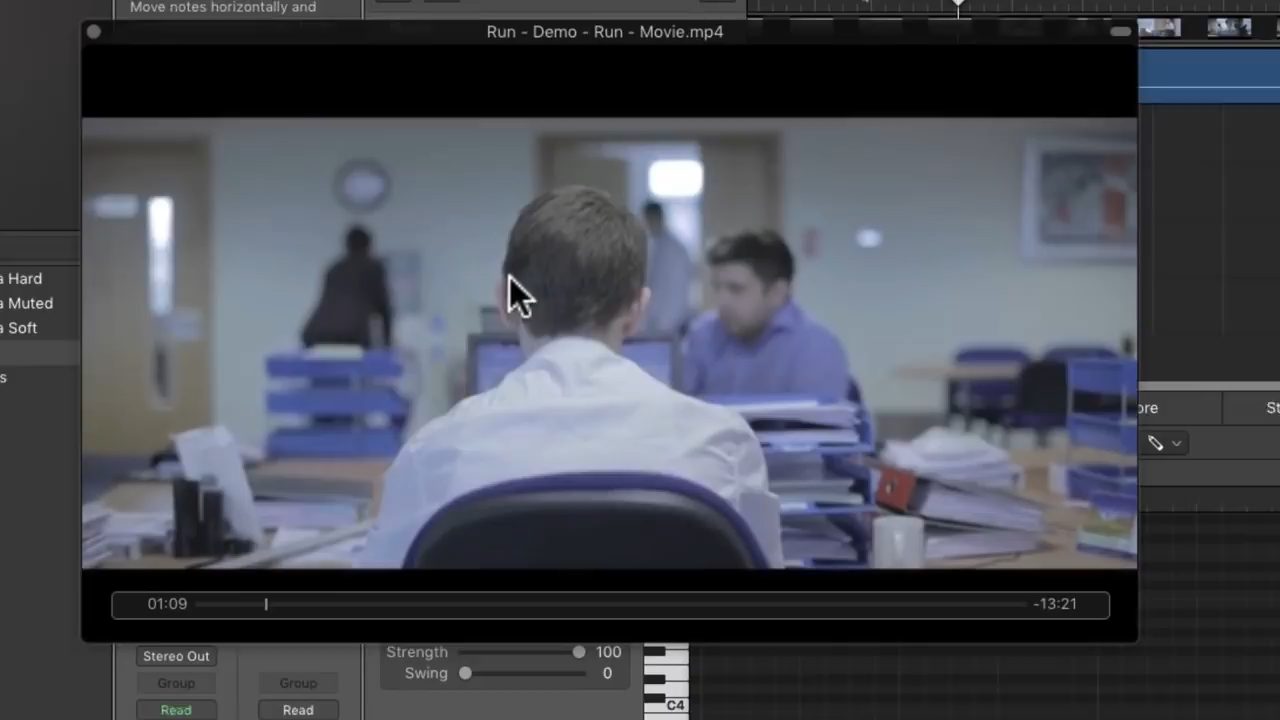 Move notes horizontally and
Run - Demo - Run - Movie.mp4
a Hard
a Muted
a Soft
s
ore
St
01:09
-13:21
Stereo Out
Strength
100
Swing
0
Group
Group
Read
Read
C4